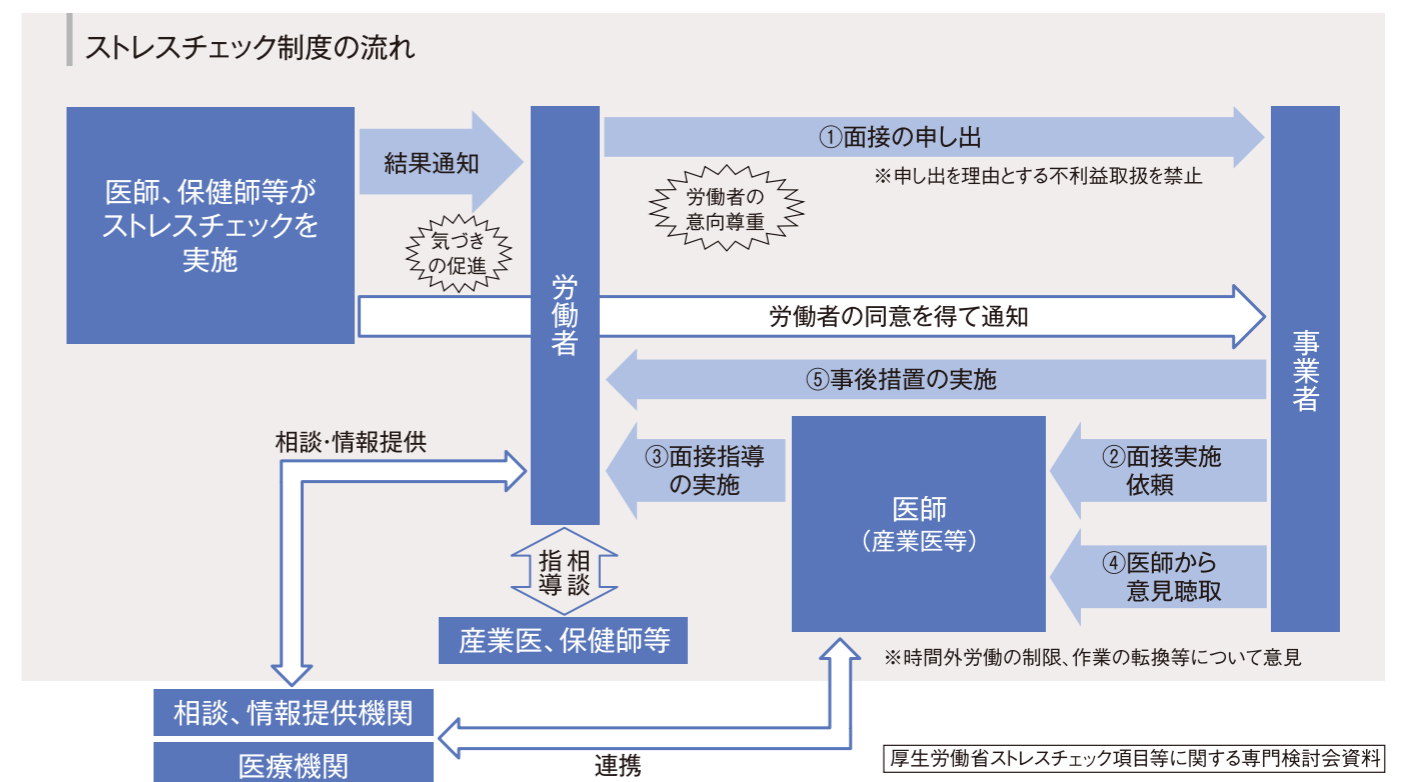 ストレスチェック制度の流れ
医師、保健師等が
ストレスチェックを
実施
結果通知
気づき
の促進
労働者
①面接の申し出
※申し出を理由とする不利益取扱を禁止
労働者の
意向尊重
労働者の同意を得て通知
事業者
⑤事後措置の実施
相談・情報提供
③面接指導
の実施
医師
（産業医等）
②面接実施
依頼
④医師から
意見聴取
相談
指導
産業医、保健師等
※時間外労働の制限、作業の転換等について意見
相談、情報提供機関
医療機関
連携
厚生労働省ストレスチェック項目等に関する専門検討会資料